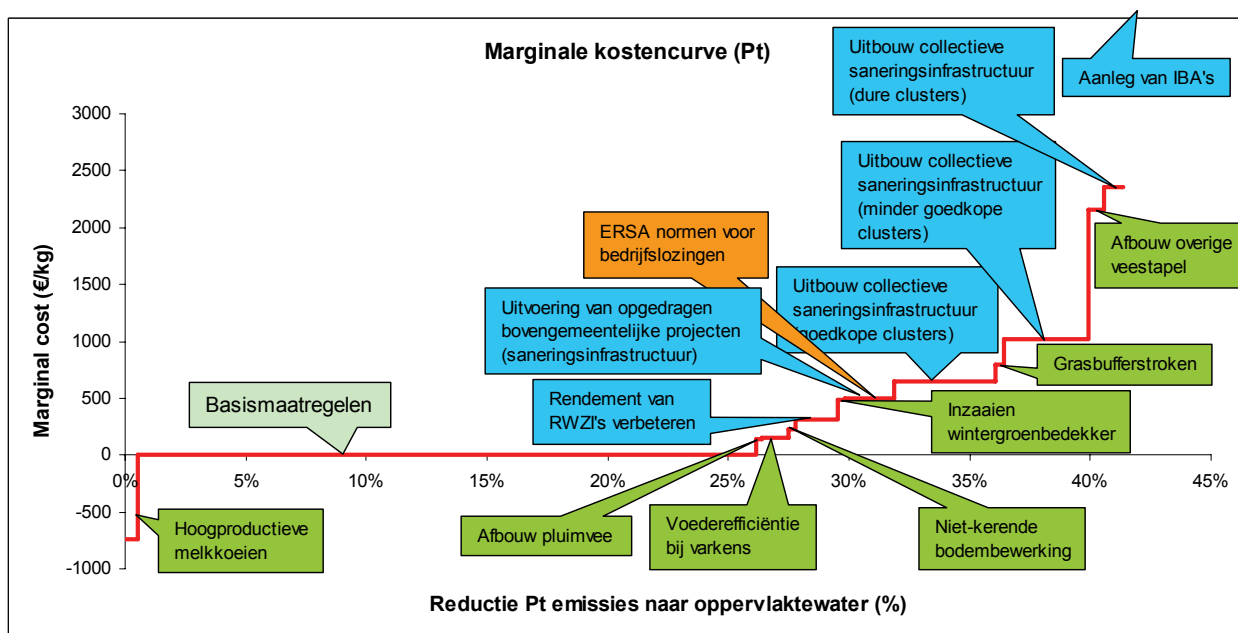 Marginale kostencurve (Pt)
Uitbouw collectieve
saneringsinfrastructuur
(dure clusters)
Aanleg van IBA's
Uitbouw collectieve
saneringsinfrastructuur
(minder goedkope
clusters)
ERSA normen voor
bedrijfslozingen
Afbouw overige
veestapel
Uitvoering van opgedragen
bovengemeentelijke projecten
(saneringsinfrastructuur)
Uitbouw collectieve
saneringsinfrastructuur
(goedkope clusters)
Grasbufferstroken
Basismaatregelen
Rendement van
RWZI's verbeteren
Inzaaien
wintergroenbedekker
Hoogproductieve
melkkoeien
Afbouw pluimvee
Voederefficiëntie
bij varkens
Niet-kerende
bodembewerking
Marginal cost (€/kg)
3000
2500
2000
1500
1000
500
0
-500
-1000
0%
5%
10%
15%
20%
25%
30%
35%
40%
45%
Reductie Pt emissies naar oppervlaktewater (%)